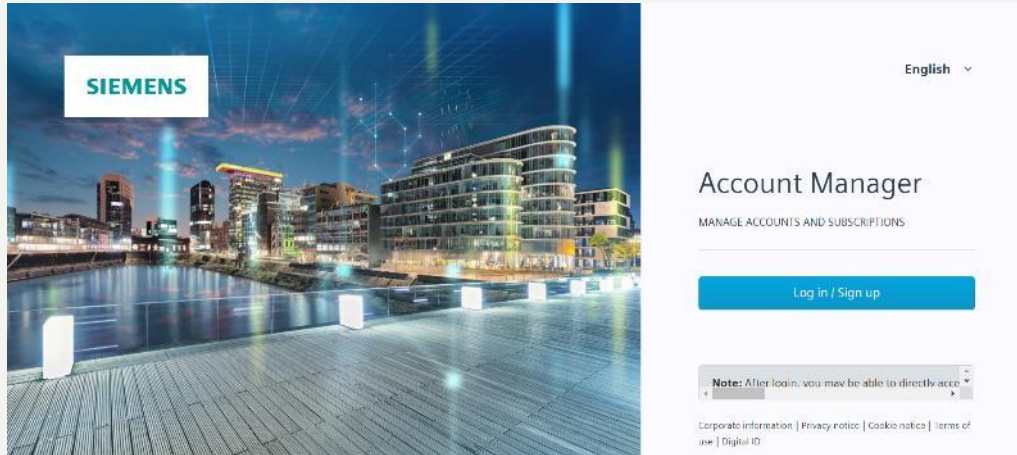 SIEMENS
English
Account Manager
MANAGE ACCOUNTS AND SUBSCRIPTIONS
Log in / Sign up
Note: After login, you may be able to directly acce
Corporate information | Privacy notice | Cookie notice | Terms of
use | Digital ID